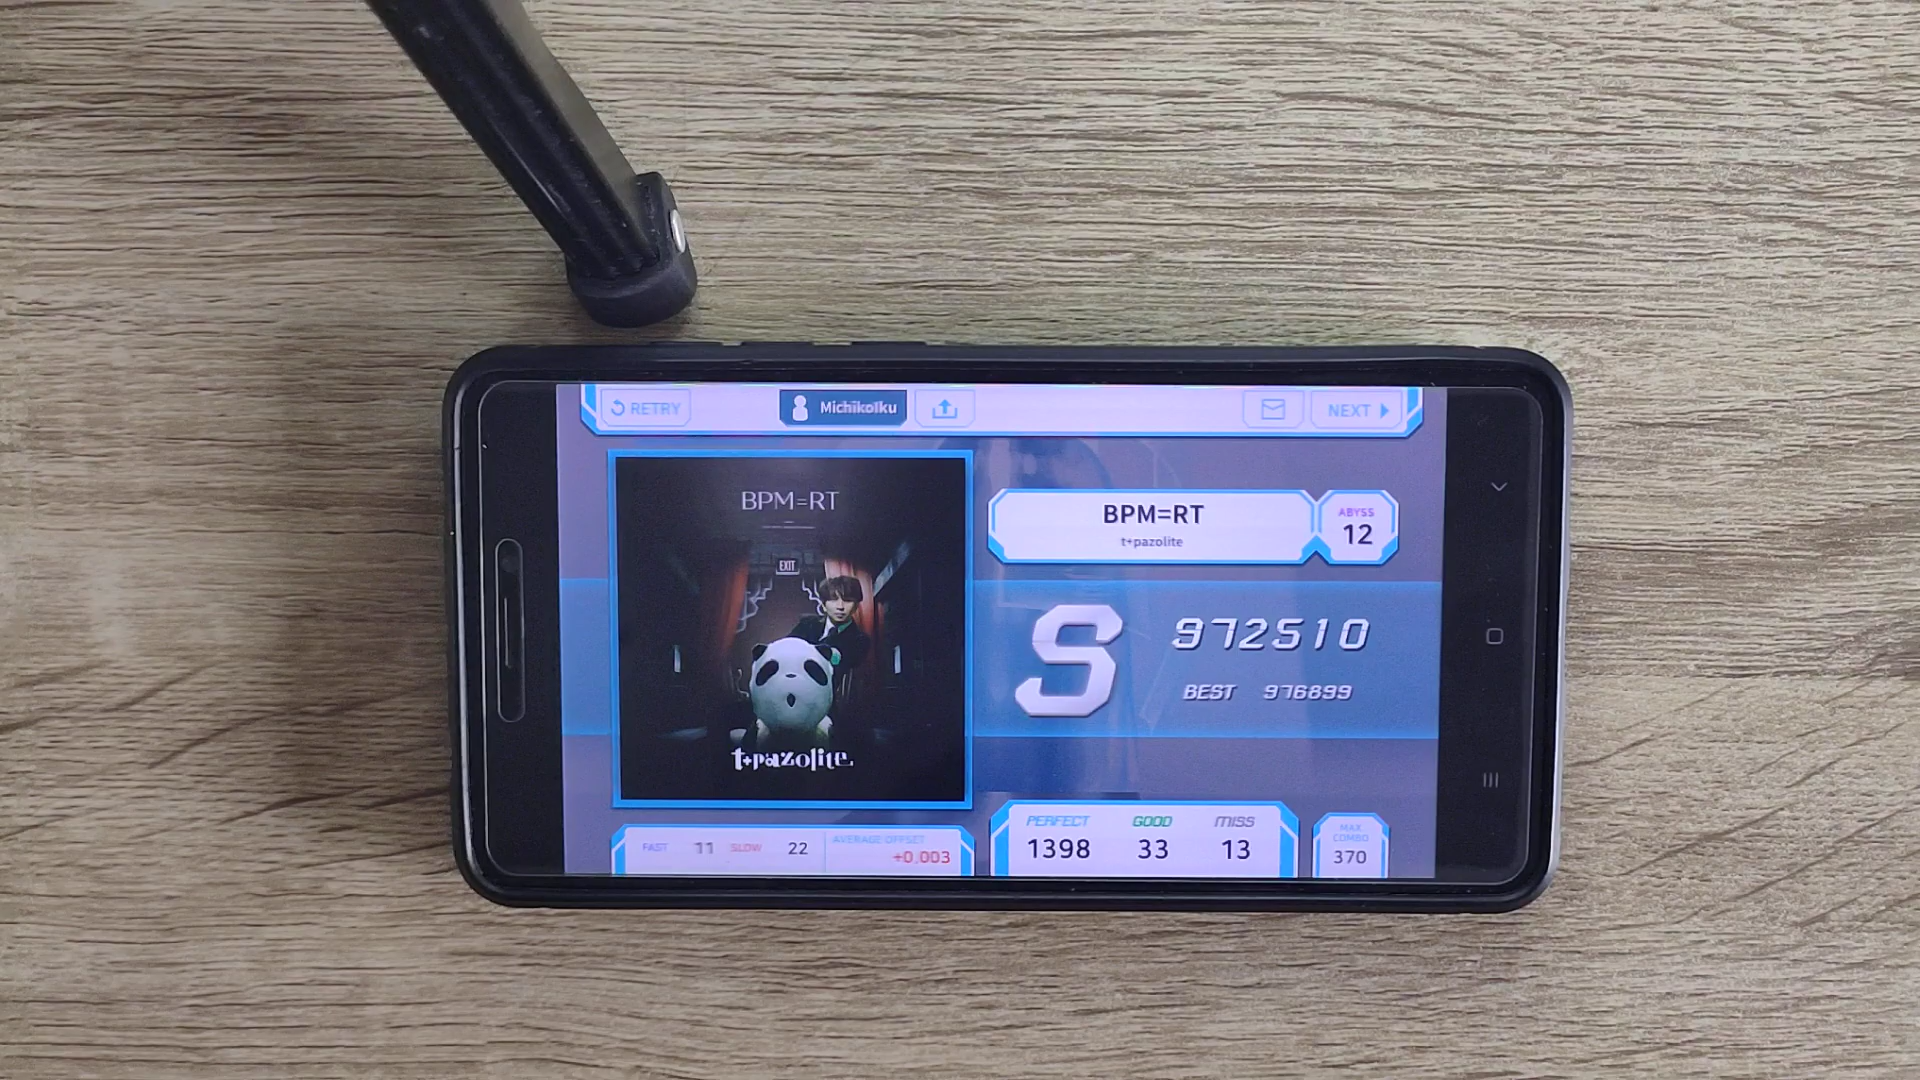 RETRY
MichikoIku
NEXT
BPM=RT
EXIT
t+pazolite
BPM=RT
t+pazolite
ABYSS
12
S
972510
BEST 976899
FAST 11 SLOW 22
AVERAGE OFFSET
+0.003
PERFECT GOOD MISS
1398 33 13
MAX
COMBO
370